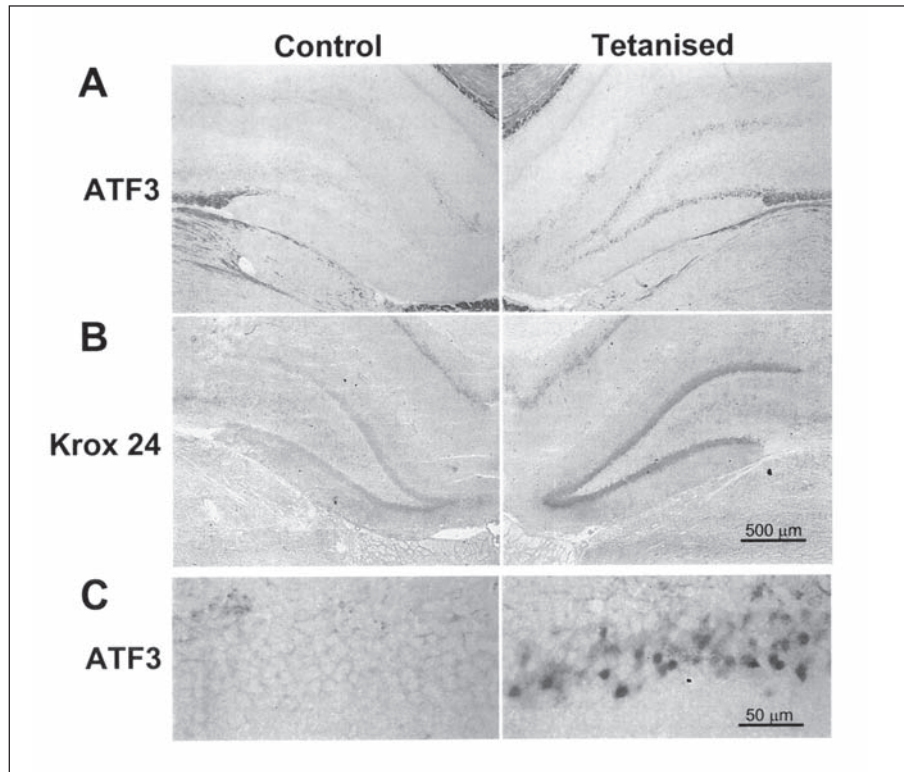 Control Tetanised
A
ATF3
B
Krox 24
500 µm
C
ATF3
50 µm